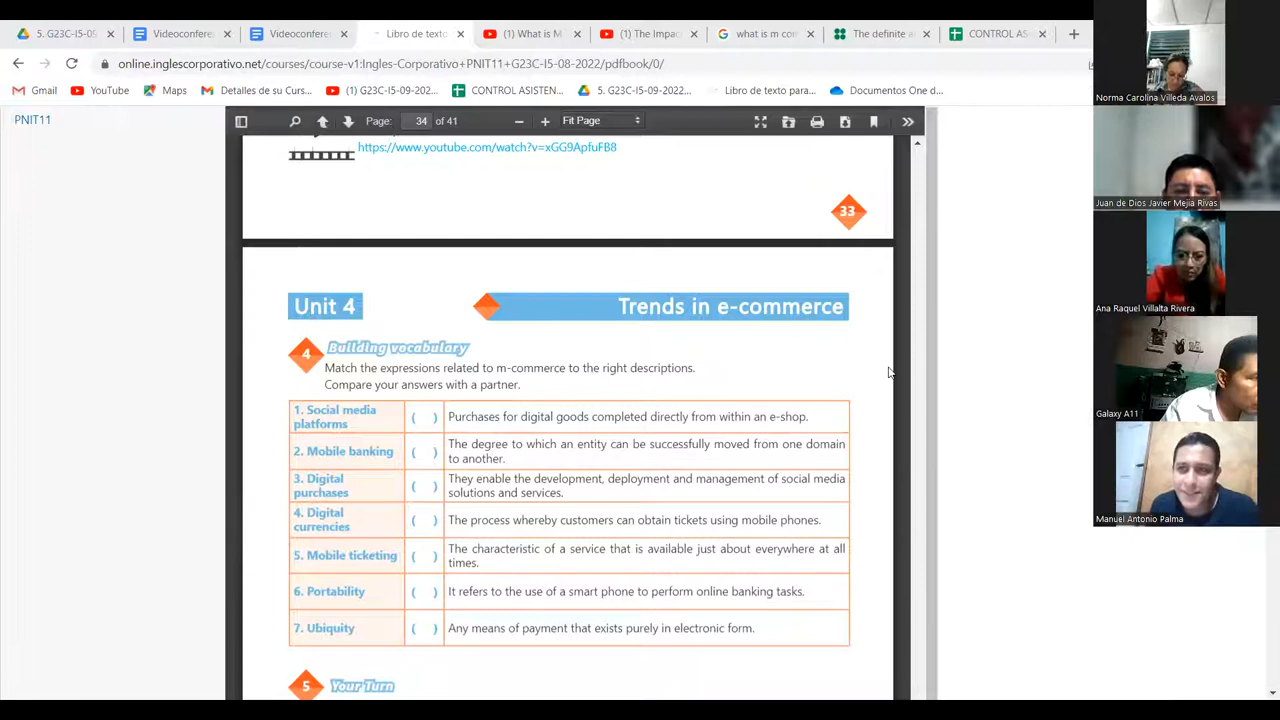 5. G23C-I5-09
Videoconfere
Videoconfere
Libro de texto
(1) What is M
(1) The Impac
what is m com
The definite a
CONTROL AS
online.inglescorporativo.net/courses/course-v1:Ingles-Corporativo+PNIT11+G23C-I5-08-2022/pdfbook/0/
Gmail
YouTube
Maps
Detalles de su Curs...
(1) G23C-I5-09-202...
CONTROL ASISTEN...
5. G23C-I5-09-2022...
Libro de texto para...
Documentos One d...
PNIT11
Page: 34 of 41
Fit Page
https://www.youtube.com/watch?v=xGG9ApfuFB8
33
Unit 4
Trends in e-commerce
4 Building vocabulary
Match the expressions related to m-commerce to the right descriptions.
Compare your answers with a partner.
1. Social media
platforms
( ) Purchases for digital goods completed directly from within an e-shop.
2. Mobile banking
( ) The degree to which an entity can be successfully moved from one domain
to another.
3. Digital
purchases
( ) They enable the development, deployment and management of social media
solutions and services.
4. Digital
currencies
( ) The process whereby customers can obtain tickets using mobile phones.
5. Mobile ticketing
( ) The characteristic of a service that is available just about everywhere at all
times.
6. Portability
( ) It refers to the use of a smart phone to perform online banking tasks.
7. Ubiquity
( ) Any means of payment that exists purely in electronic form.
5 Your Turn
Norma Carolina Villeda Avalos
Juan de Dios Javier Mejia Rivas
Ana Raquel Villalta Rivera
Galaxy A11
Manuel Antonio Palma